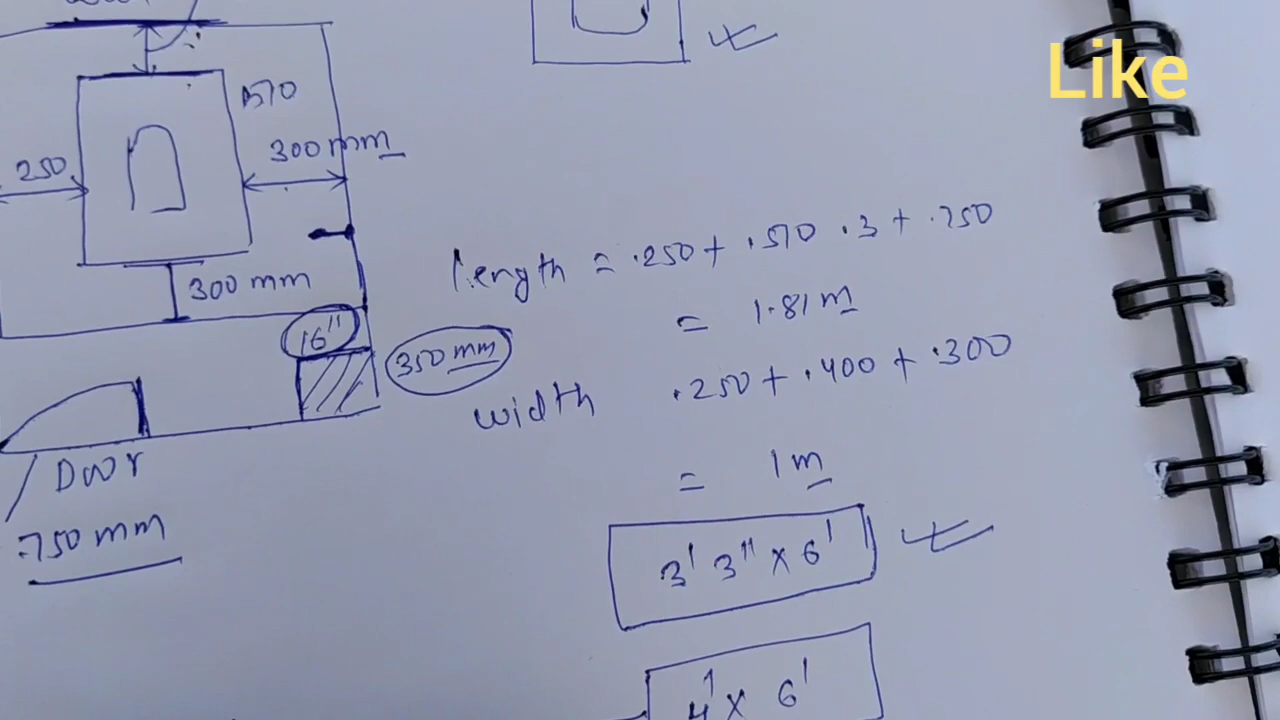 Like
570
300 mm
250
300 mm
16"
350 mm
Door
750 mm
length = .250 + .570 .3 + .750
= 1.81 m
width .250 + .400 + .300
= 1 m
3' 3" x 6'
4' x 6'